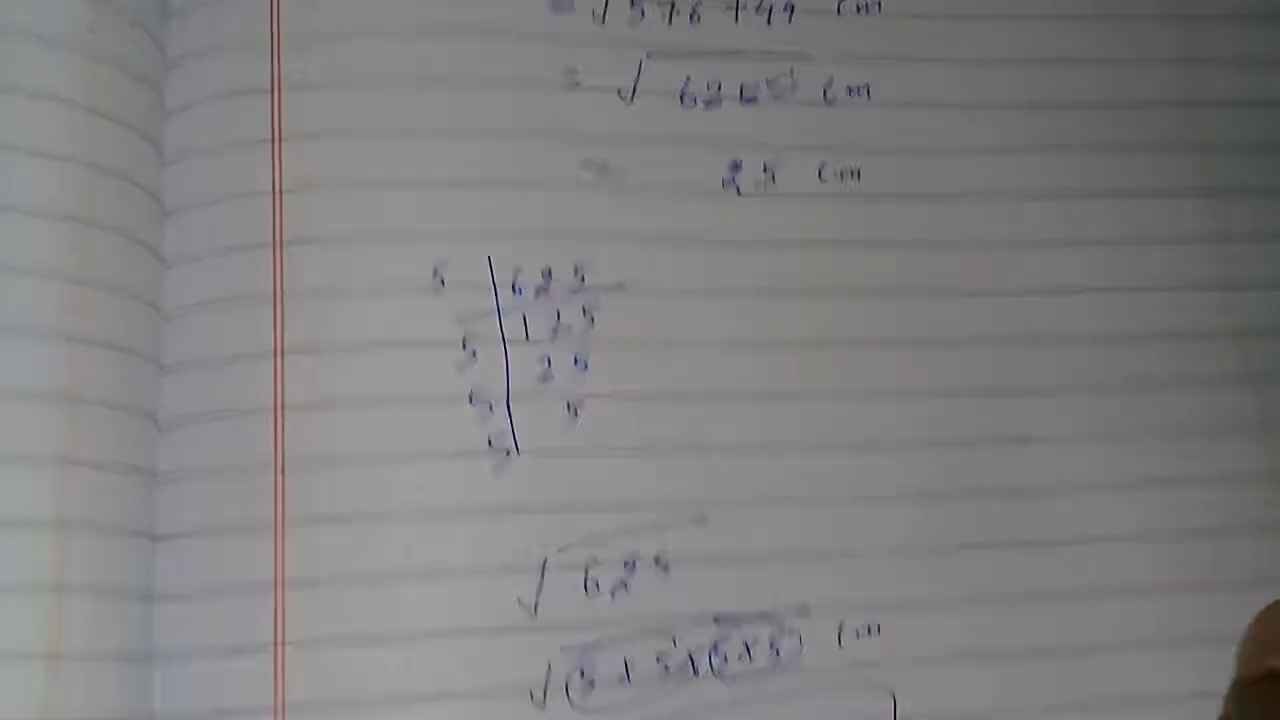 = √576 + 49 cm
= √625 cm
= 25 cm
5 | 625
5 | 125
5 | 25
5 | 5
√625
√(5 × 5) × (5 × 5) cm